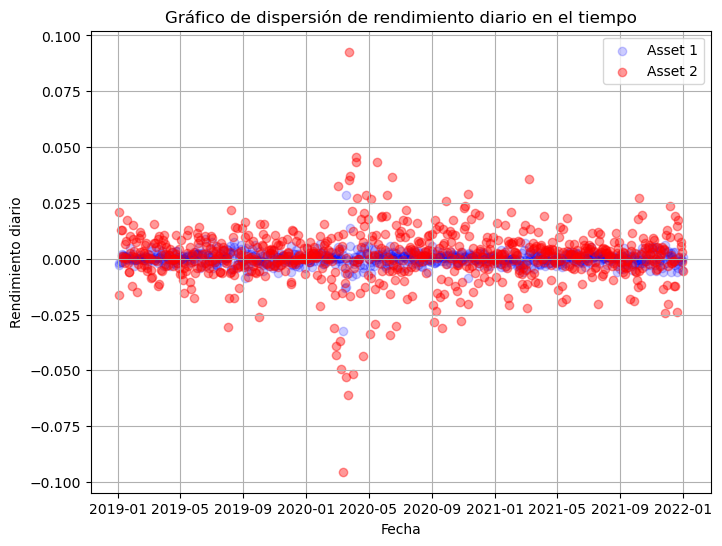 Gráfico de dispersión de rendimiento diario en el tiempo
Asset 1
Asset 2
Rendimiento diario
0.100
0.075
0.050
0.025
0.000
−0.025
−0.050
−0.075
−0.100
2019-01 2019-05 2019-09 2020-01 2020-05 2020-09 2021-01 2021-05 2021-09 2022-01
Fecha